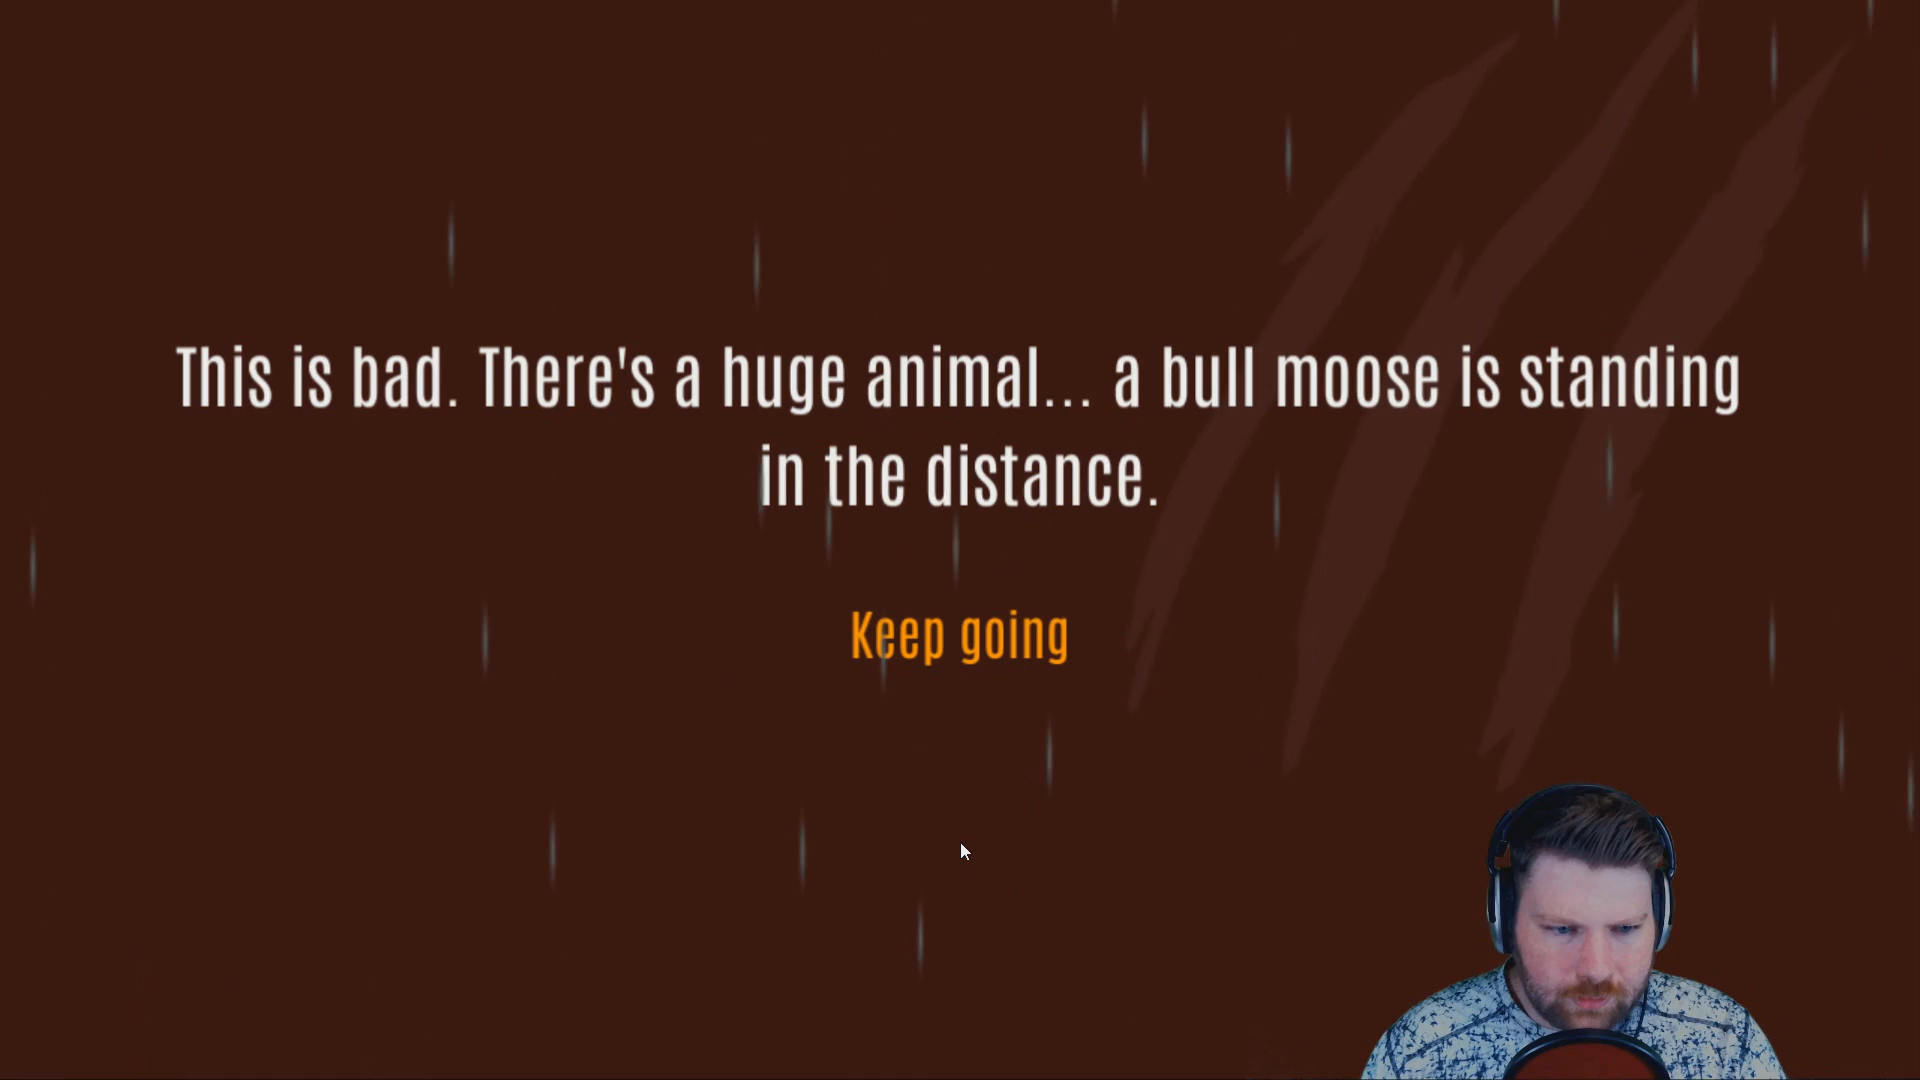 This is bad. There's a huge animal... a bull moose is standing
in the distance.
Keep going